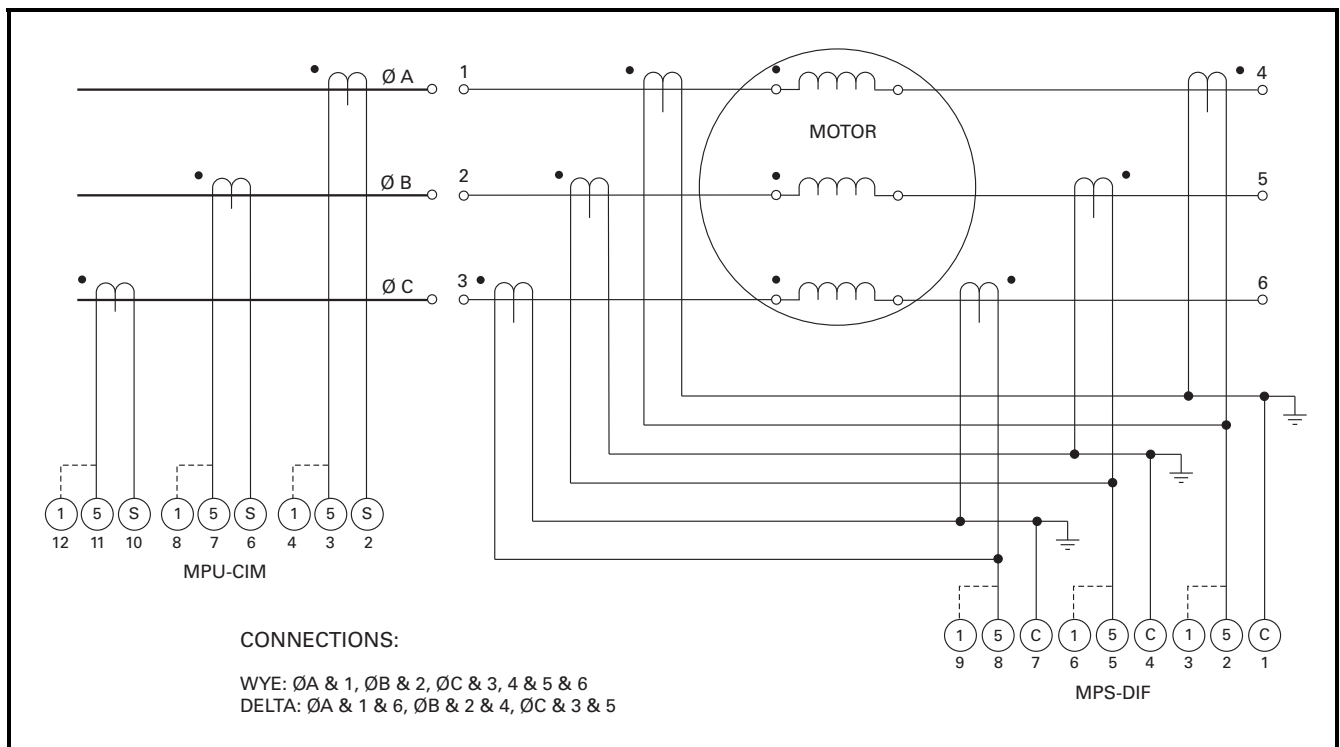 Ø A 1 4
MOTOR
Ø B 2 5
Ø C 3 6
1 5 S 1 5 S 1 5 S
12 11 10 8 7 6 4 3 2
MPU-CIM
1 5 C 1 5 C 1 5 C
9 8 7 6 5 4 3 2 1
MPS-DIF
CONNECTIONS:
WYE: ØA & 1, ØB & 2, ØC & 3, 4 & 5 & 6
DELTA: ØA & 1 & 6, ØB & 2 & 4, ØC & 3 & 5